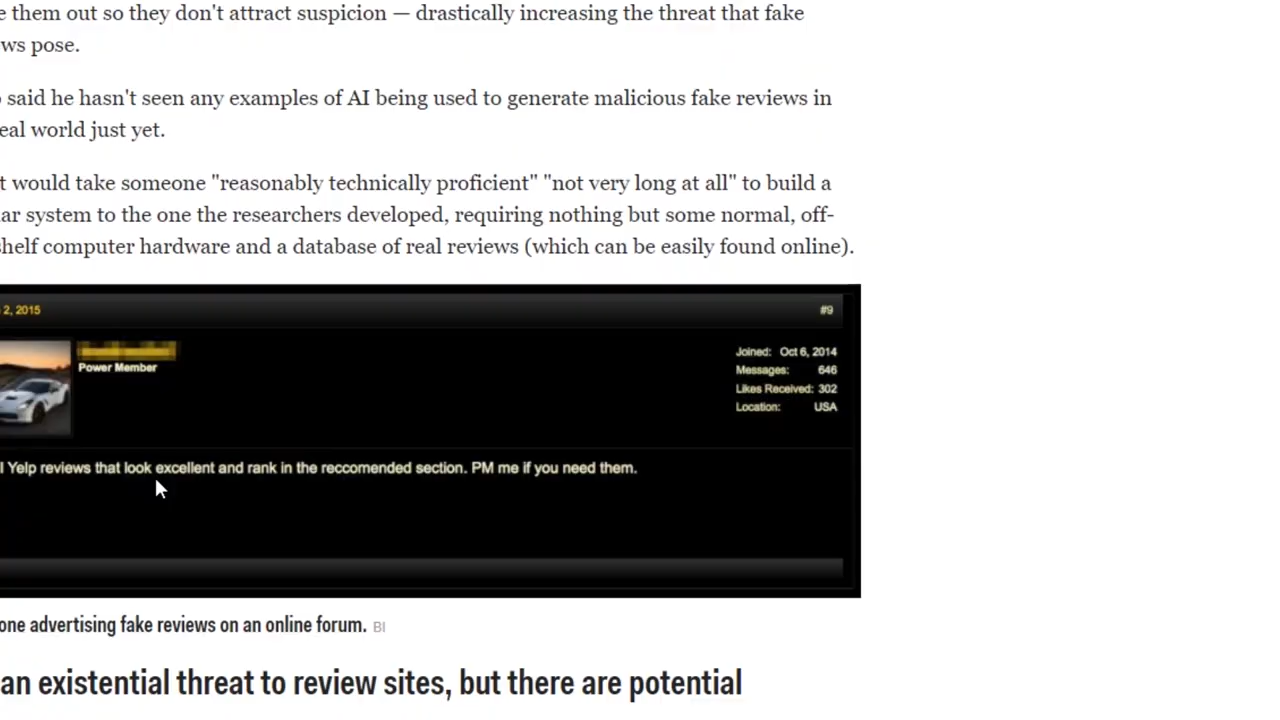 e them out so they don't attract suspicion — drastically increasing the threat that fake
ws pose.
said he hasn't seen any examples of AI being used to generate malicious fake reviews in
eal world just yet.
t would take someone "reasonably technically proficient" "not very long at all" to build a
ar system to the one the researchers developed, requiring nothing but some normal, off-
shelf computer hardware and a database of real reviews (which can be easily found online).
2, 2015 #9
Power Member
Joined: Oct 6, 2014
Messages: 646
Likes Received: 302
Location: USA
l Yelp reviews that look excellent and rank in the reccomended section. PM me if you need them.
one advertising fake reviews on an online forum. BI
an existential threat to review sites, but there are potential